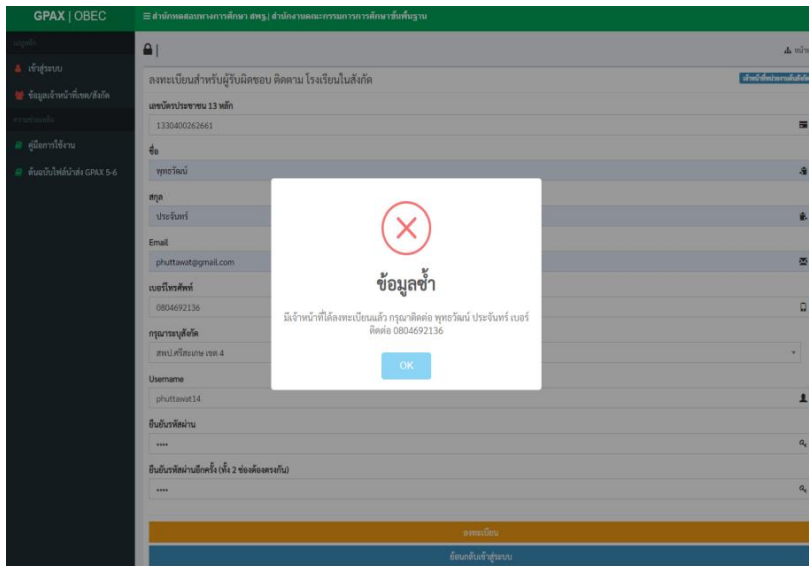 GPAX | OBEC
สำนักทดสอบทางการศึกษา สพฐ.| สำนักงานคณะกรรมการการศึกษาขั้นพื้นฐาน
เมนูหลัก
เข้าสู่ระบบ
ข้อมูลเจ้าหน้าที่เขต/สังกัด
ความช่วยเหลือ
คู่มือการใช้งาน
ต้นฉบับไฟล์นำส่ง GPAX 5-6
ลงทะเบียนสำหรับผู้รับผิดชอบ ติดตาม โรงเรียนในสังกัด
เลขบัตรประชาชน 13 หลัก
1330400262661
ชื่อ
พุทธวัฒน์
สกุล
ประจันทร์
Email
phuttawat@gmail.com
เบอร์โทรศัพท์
0804692136
กรุณาระบุสังกัด
สพป.ศรีสะเกษ เขต 4
Username
phuttawat14
ยืนยันรหัสผ่าน
••••
ยืนยันรหัสผ่านอีกครั้ง (ทั้ง 2 ช่องต้องตรงกัน)
••••
ลงทะเบียน
ย้อนกลับเข้าสู่ระบบ
ข้อมูลซ้ำ
มีเจ้าหน้าที่ได้ลงทะเบียนแล้ว กรุณาติดต่อ พุทธวัฒน์ ประจันทร์ เบอร์
ติดต่อ 0804692136
OK